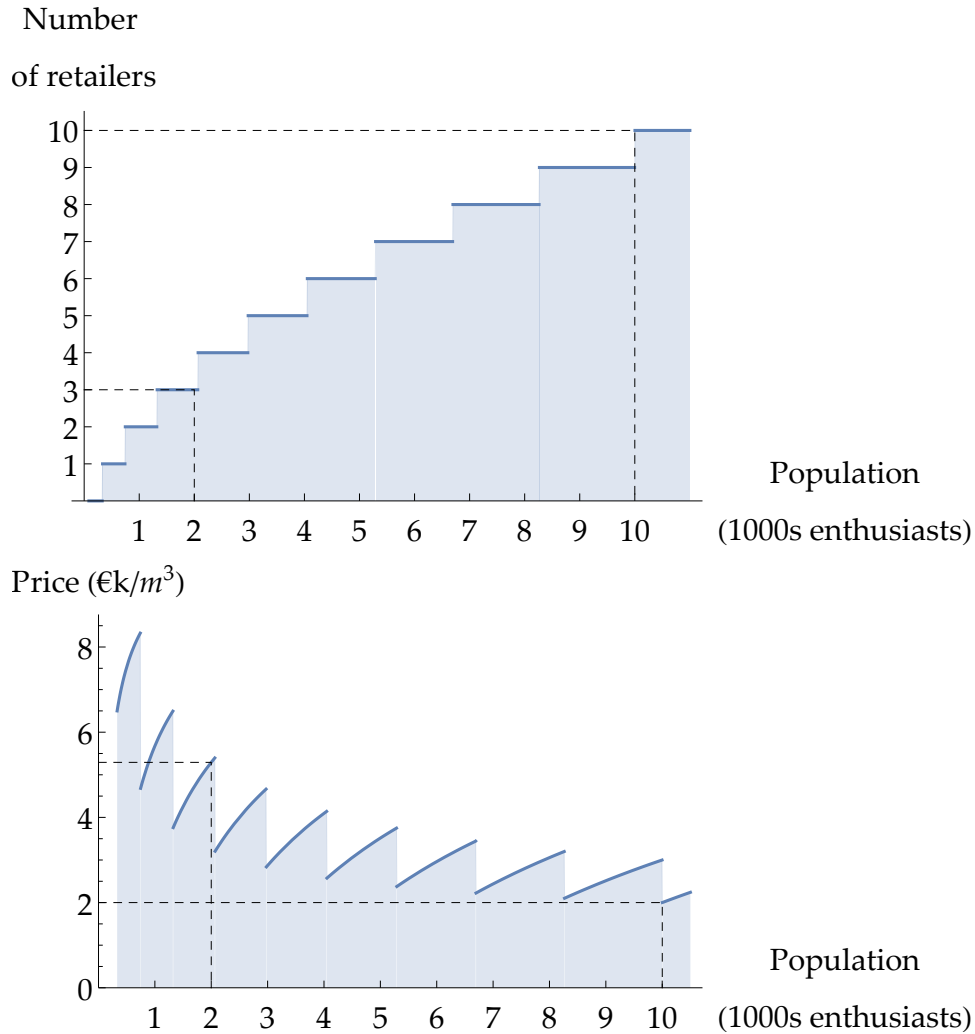 Number
of retailers
10
9
8
7
6
5
4
3
2
1
Population
1 2 3 4 5 6 7 8 9 10 (1000s enthusiasts)
Price (€k/m³)
8
6
4
2
0
Population
1 2 3 4 5 6 7 8 9 10 (1000s enthusiasts)